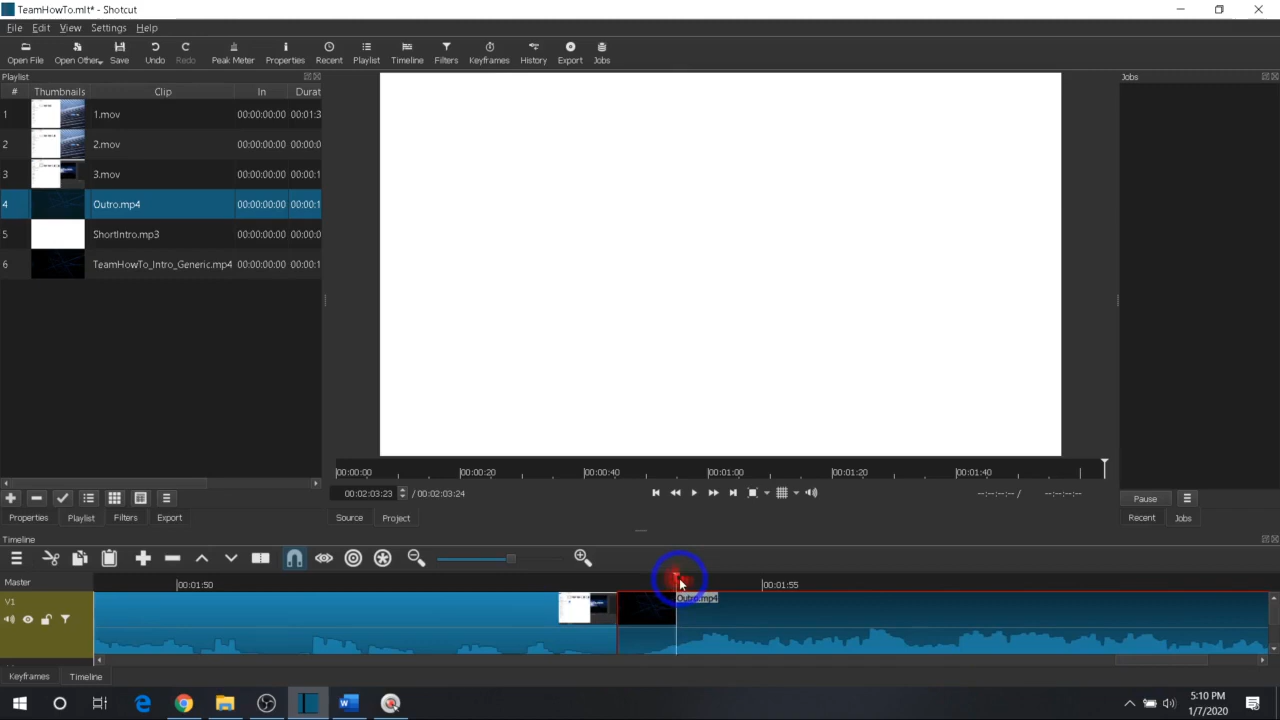 TeamHowTo.mlt* - Shotcut
File Edit View Settings Help
Open File Open Other Save Undo Redo Peak Meter Properties Recent Playlist Timeline Filters Keyframes History Export Jobs
Playlist
Jobs
# Thumbnails Clip In Durat
1 1.mov 00:00:00:00 00:01:3
2 2.mov 00:00:00:00 00:00:0
3 3.mov 00:00:00:00 00:00:1
4 Outro.mp4 00:00:00:00 00:00:1
5 ShortIntro.mp3 00:00:00:00 00:00:0
6 TeamHowTo_Intro_Generic.mp4 00:00:00:00 00:00:1
00:00:00 00:00:20 00:00:40 00:01:00 00:01:20 00:01:40
00:02:03:23 / 00:02:03:24 --:--:--:-- / --:--:--:--
Pause
Properties Playlist Filters Export Source Project Recent Jobs
Timeline
Master 00:01:50 00:01:55
V1
Outro.mp4
Keyframes Timeline
5:10 PM
1/7/2020